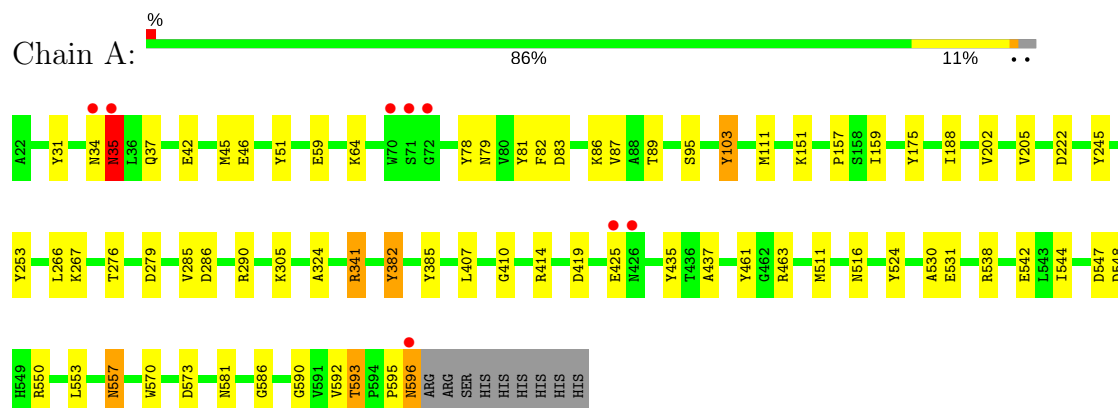 %
Chain A:
86% 11% • •
A22 Y31 N34 N35 L36 Q37 E42 M45 E46 Y51 E59 K64 W70 S71 G72 Y78 N79 V80 Y81 F82 D83 K86 V87 A88 T89 S95 Y103 M111 K151 P157 S158 I159 Y175 I188 V202 V205 D222 Y245
Y253 L266 K267 T276 D279 V285 D286 R290 K305 A324 R341 Y382 Y385 L407 G410 R414 D419 E425 N426 Y435 T436 A437 Y461 G462 R463 M511 N516 Y524 A530 E531 R538 E542 L543 I544 D547 D548
H549 R550 L553 N557 W570 D573 N581 G586 G590 V591 V592 T593 P594 P595 N596 ARG ARG SER HIS HIS HIS HIS HIS HIS